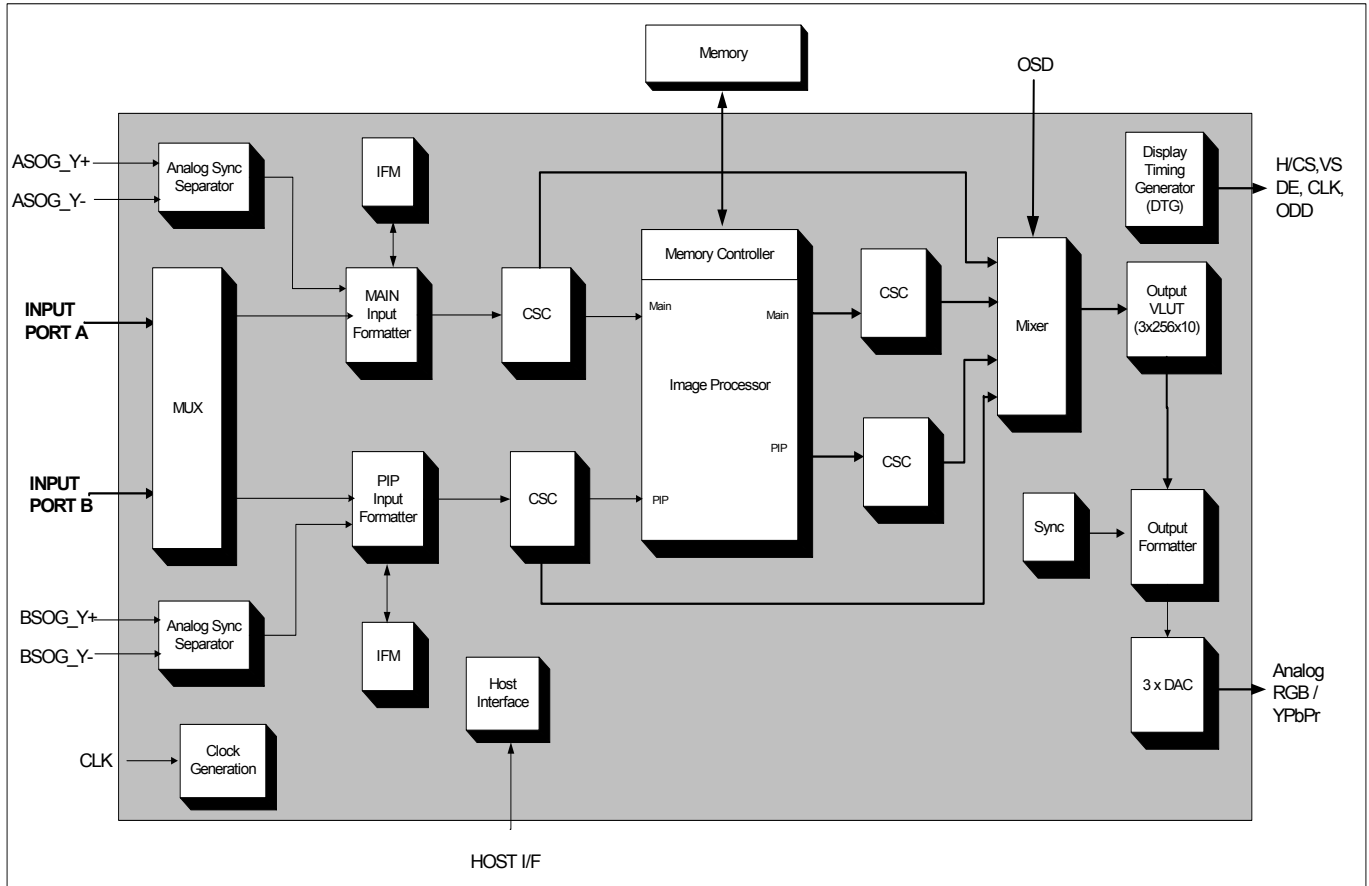 Memory
OSD
ASOG_Y+
ASOG_Y-
Analog Sync
Separator
IFM
Display
Timing
Generator
(DTG)
H/CS,VS
DE, CLK,
ODD
INPUT
PORT A
MUX
MAIN
Input
Formatter
CSC
Memory Controller
Main
Main
Image Processor
PIP
PIP
CSC
Mixer
Output
VLUT
(3x256x10)
INPUT
PORT B
PIP
Input
Formatter
CSC
CSC
Sync
Output
Formatter
BSOG_Y+
BSOG_Y-
Analog Sync
Separator
IFM
Host
Interface
3 x DAC
Analog
RGB /
YPbPr
CLK
Clock
Generation
HOST I/F